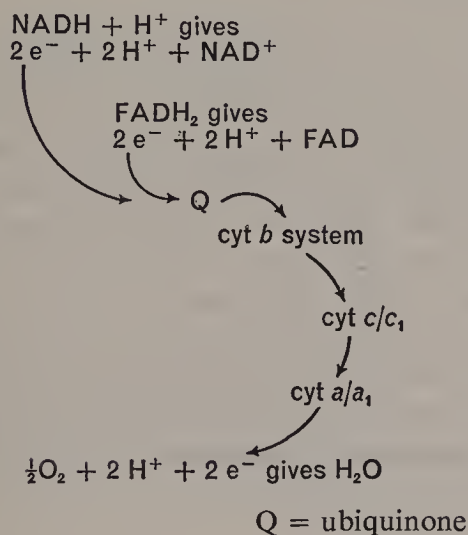 NADH + H⁺ gives
2 e⁻ + 2 H⁺ + NAD⁺
FADH₂ gives
2 e⁻ + 2 H⁺ + FAD
Q
cyt b system
cyt c/c₁
cyt a/a₁
½O₂ + 2 H⁺ + 2 e⁻ gives H₂O
Q = ubiquinone